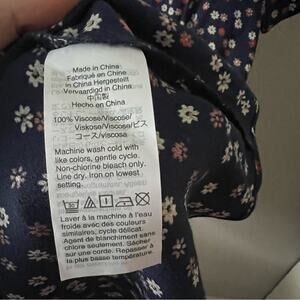 Made in China
Fabriqué en Chine
In China Hergestellt
Vervaardigd in China
中国製
Hecho en China
100% Viscose/Viscose/
Viskose/Viscose/ビス
コース/viscosa
Machine wash cold with
like colors, gentle cycle.
Non-chlorine bleach only.
Line dry. Iron on lowest
setting.
Laver à la machine à l'eau
froide avec des couleurs
similaires, cycle délicat.
Agent de blanchiment sans
chlore seulement. Sécher
sur une corde. Repasser à la
plus basse température.